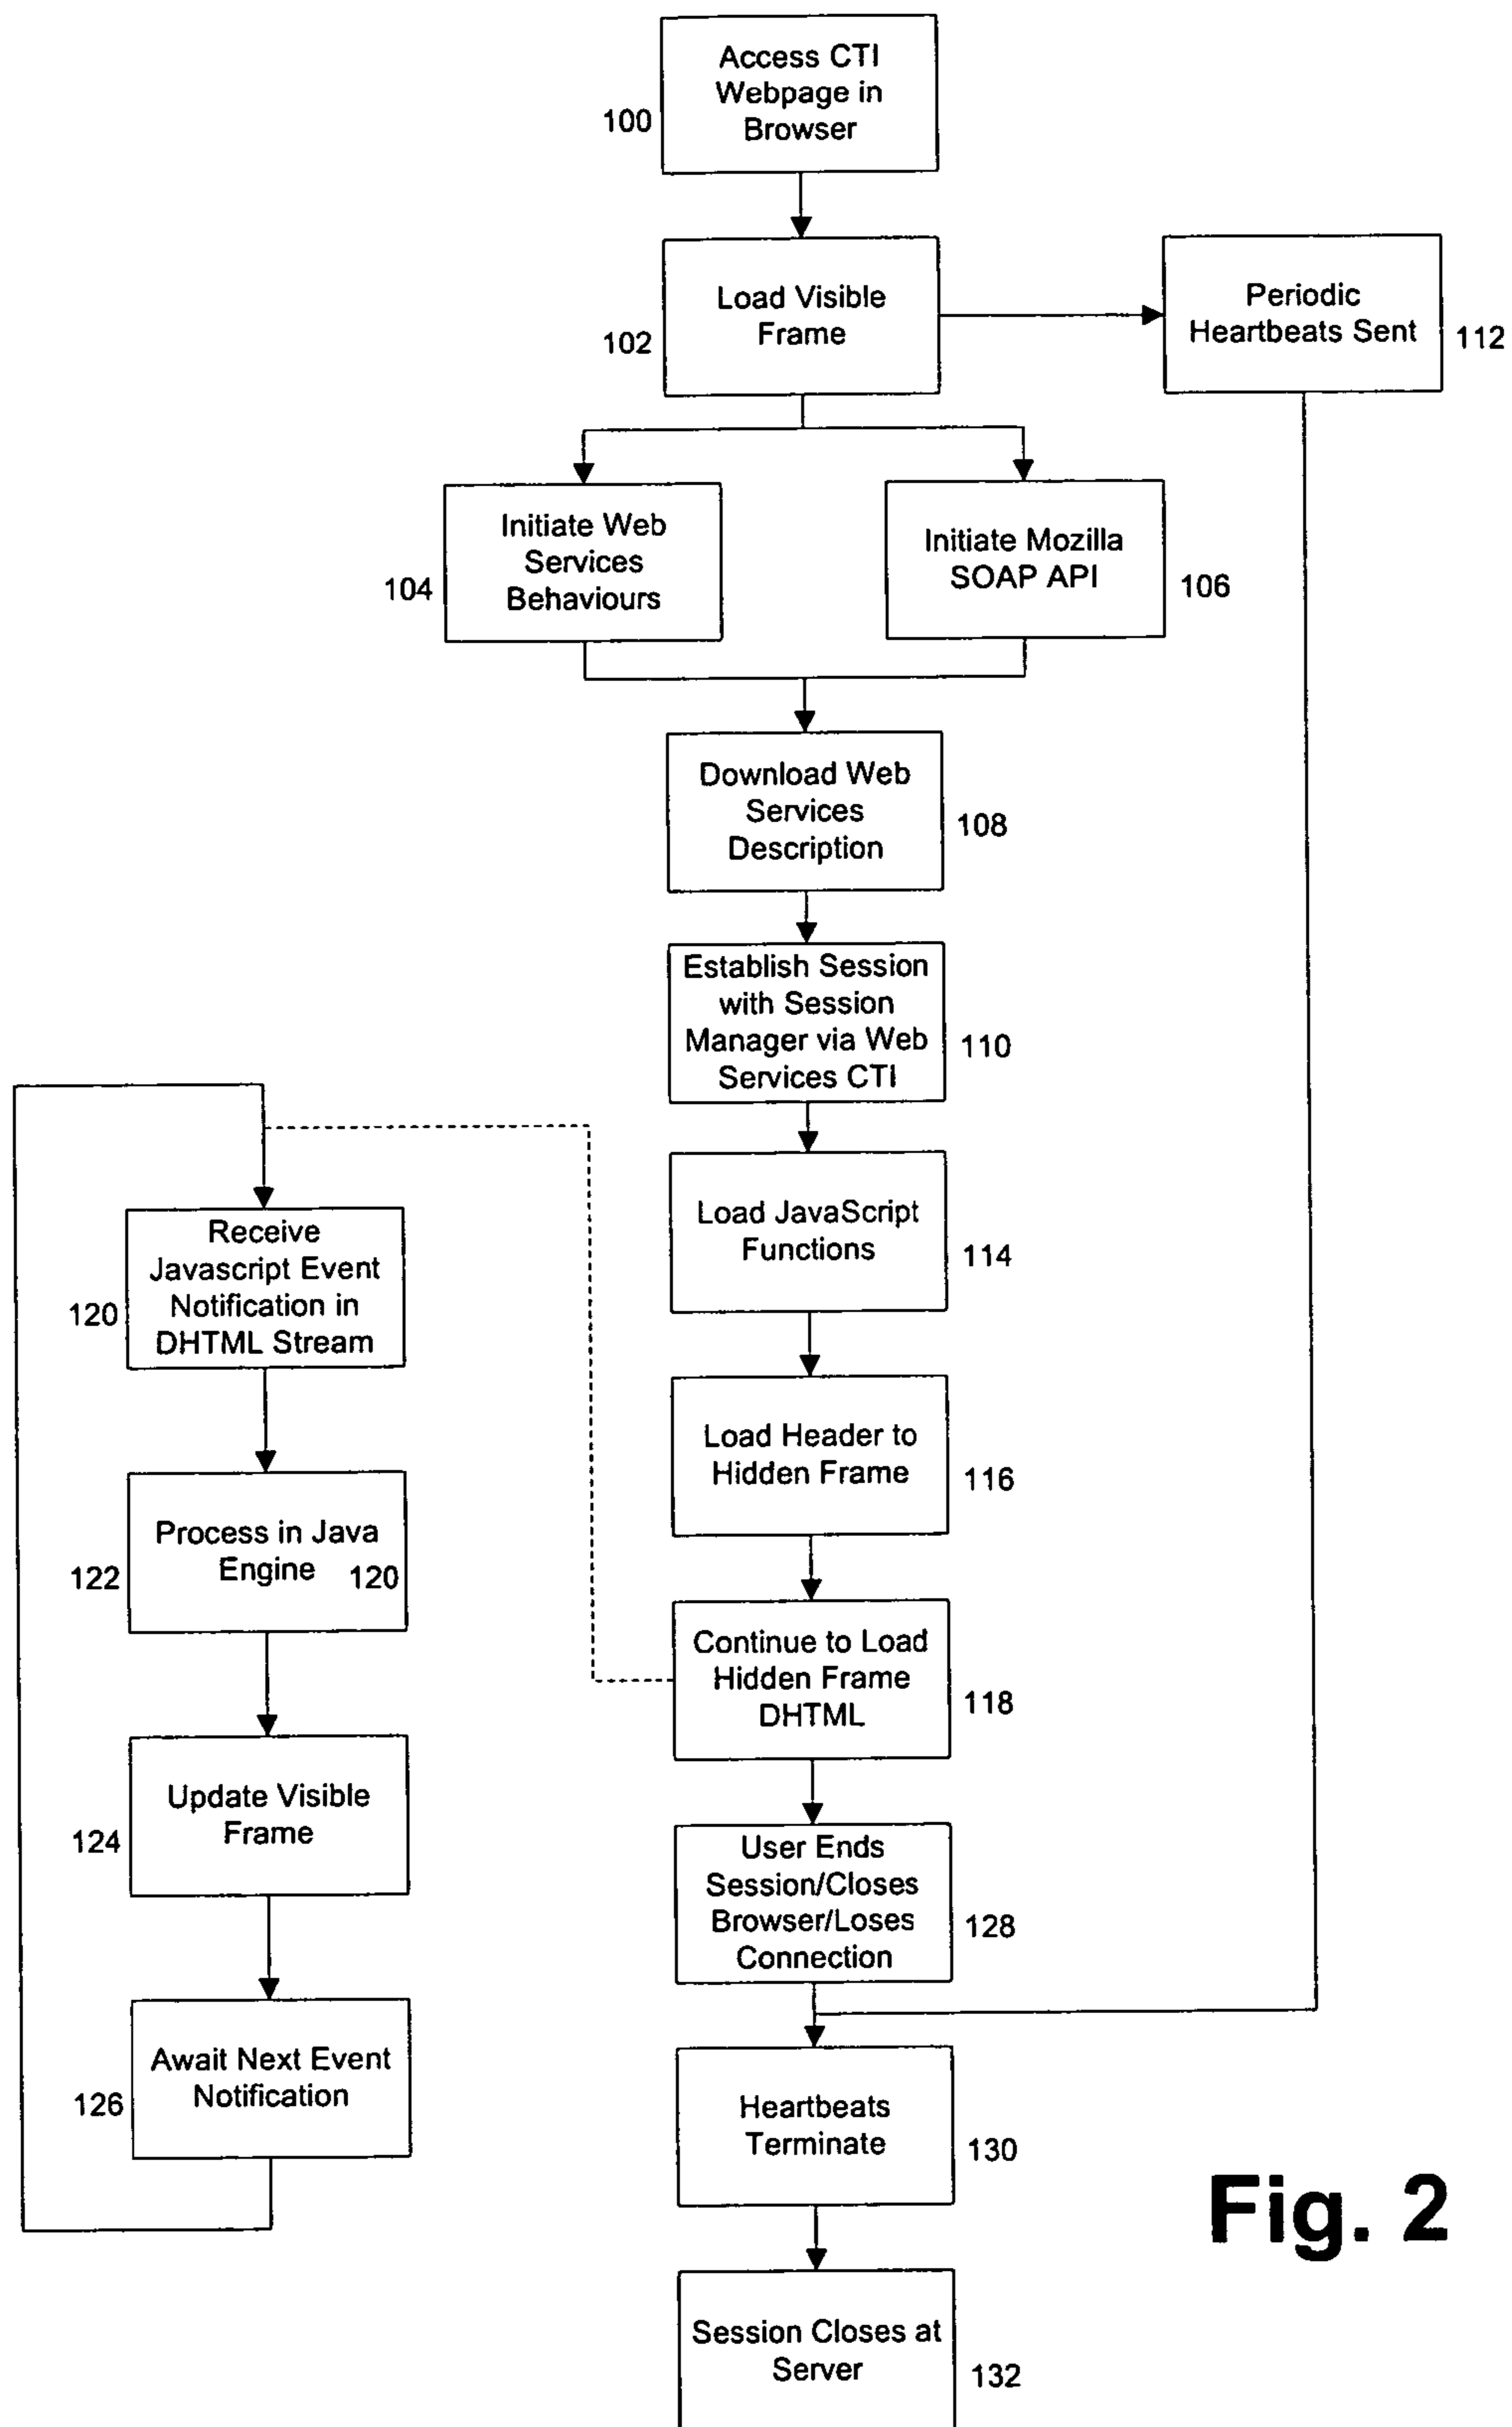 Access CTI
Webpage in
Browser
100
Load Visible
Frame
102
Periodic
Heartbeats Sent
112
Initiate Web
Services
Behaviours
104
Initiate Mozilla
SOAP API
106
Download Web
Services
Description
108
Establish Session
with Session
Manager via Web
Services CTI
110
Load JavaScript
Functions
114
Load Header to
Hidden Frame
116
Continue to Load
Hidden Frame
DHTML
118
Receive
Javascript Event
Notification in
DHTML Stream
120
Process in Java
Engine 120
122
Update Visible
Frame
124
Await Next Event
Notification
126
User Ends
Session/Closes
Browser/Loses
Connection
128
Heartbeats
Terminate
130
Session Closes at
Server
132
Fig. 2